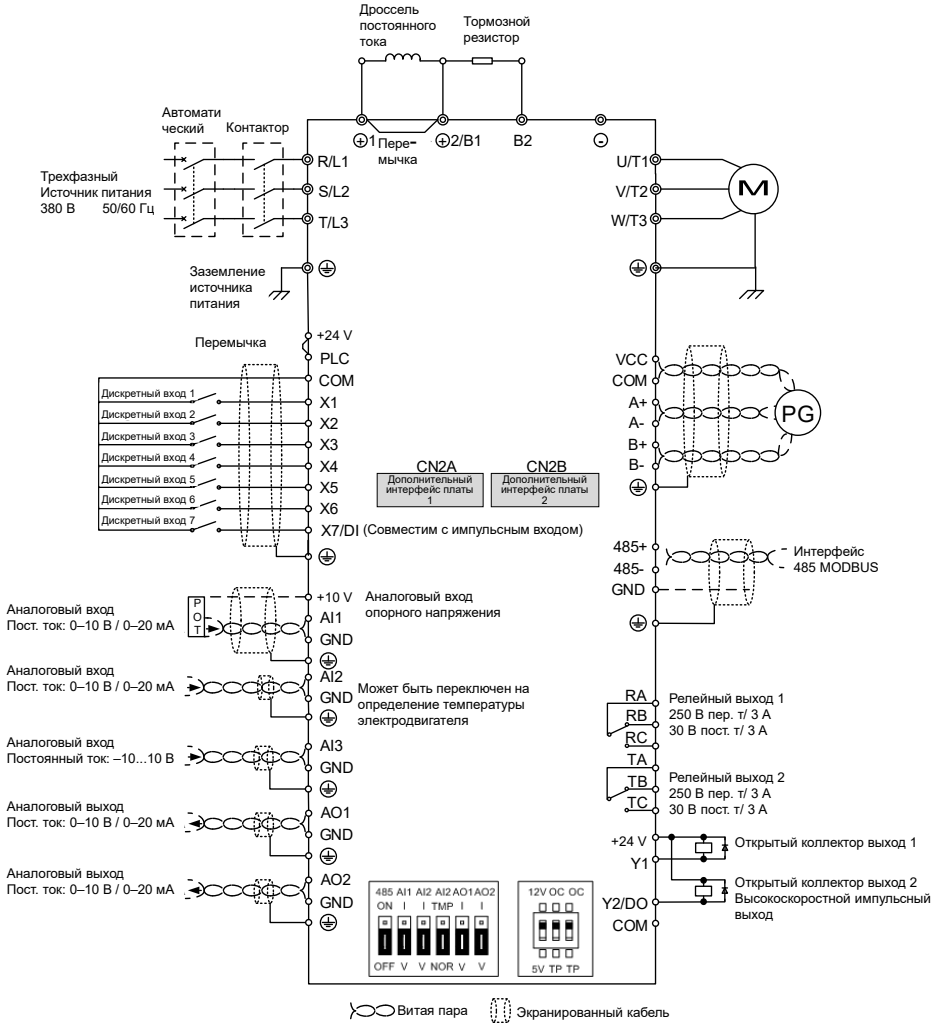 Дроссель
постоянного
тока
Тормозной
резистор
Автомати
ческий
Контактор
⊕1
Пере-
мычка
⊕2/B1
B2
⊖
Трехфазный
Источник питания
380 В 50/60 Гц
R/L1
S/L2
T/L3
U/T1
V/T2
W/T3
M
Заземление
источника
питания
Перемычка
+24 V
PLC
COM
Дискретный вход 1
X1
Дискретный вход 2
X2
Дискретный вход 3
X3
Дискретный вход 4
X4
Дискретный вход 5
X5
Дискретный вход 6
X6
Дискретный вход 7
X7/DI (Совместим с импульсным входом)
CN2A
Дополнительный
интерфейс платы
1
CN2B
Дополнительный
интерфейс платы
2
VCC
COM
A+
A-
B+
B-
PG
485+
485-
GND
Интерфейс
485 MODBUS
Аналоговый вход
Пост. ток: 0–10 В / 0–20 мА
P
O
T
+10 V
AI1
GND
Аналоговый вход
опорного напряжения
Аналоговый вход
Пост. ток: 0–10 В / 0–20 мА
AI2
GND
Может быть переключен на
определение температуры
электродвигателя
Аналоговый вход
Постоянный ток: –10...10 В
AI3
GND
Аналоговый выход
Пост. ток: 0–10 В / 0–20 мА
AO1
GND
Аналоговый выход
Пост. ток: 0–10 В / 0–20 мА
AO2
GND
RA
RB
RC
Релейный выход 1
250 В пер. т/ 3 А
30 В пост. т/ 3 А
TA
TB
TC
Релейный выход 2
250 В пер. т/ 3 А
30 В пост. т/ 3 А
+24 V
Y1
Открытый коллектор выход 1
Y2/DO
COM
Открытый коллектор выход 2
Высокоскоростной импульсный
выход
485 AI1 AI2 AI2 AO1 AO2
ON I I TMP I I
OFF V V NOR V V
12V OC OC
5V TP TP
Витая пара
Экранированный кабель